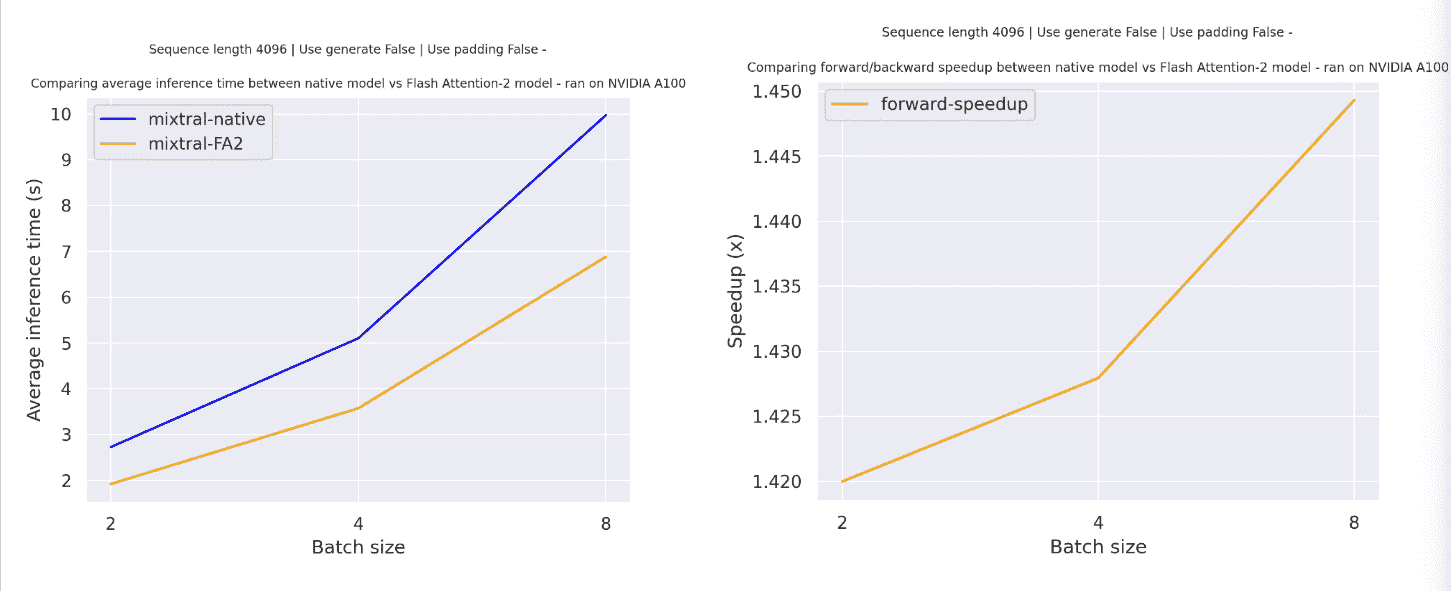 Sequence length 4096 | Use generate False | Use padding False -
Comparing average inference time between native model vs Flash Attention-2 model - ran on NVIDIA A100
mixtral-native
mixtral-FA2
Average inference time (s)
10
9
8
7
6
5
4
3
2
2 4 8
Batch size
Sequence length 4096 | Use generate False | Use padding False -
Comparing forward/backward speedup between native model vs Flash Attention-2 model - ran on NVIDIA A100
forward-speedup
Speedup (x)
1.450
1.445
1.440
1.435
1.430
1.425
1.420
2 4 8
Batch size